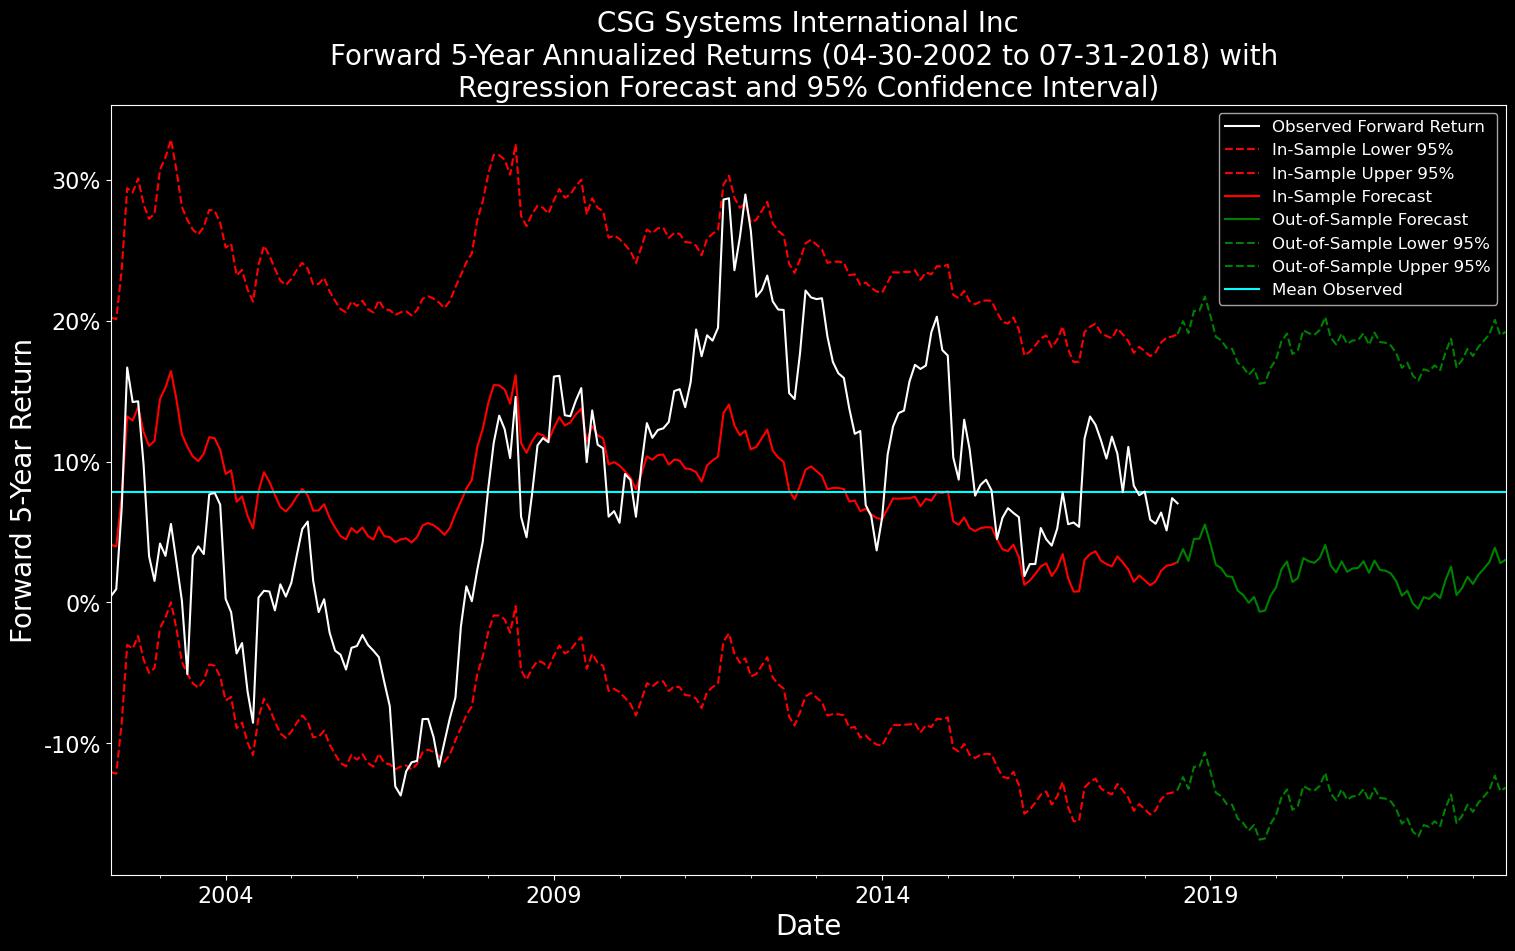 CSG Systems International Inc
Forward 5-Year Annualized Returns (04-30-2002 to 07-31-2018) with
Regression Forecast and 95% Confidence Interval)
Observed Forward Return
In-Sample Lower 95%
In-Sample Upper 95%
In-Sample Forecast
Out-of-Sample Forecast
Out-of-Sample Lower 95%
Out-of-Sample Upper 95%
Mean Observed
Forward 5-Year Return
30%
20%
10%
0%
-10%
2004
2009
2014
2019
Date